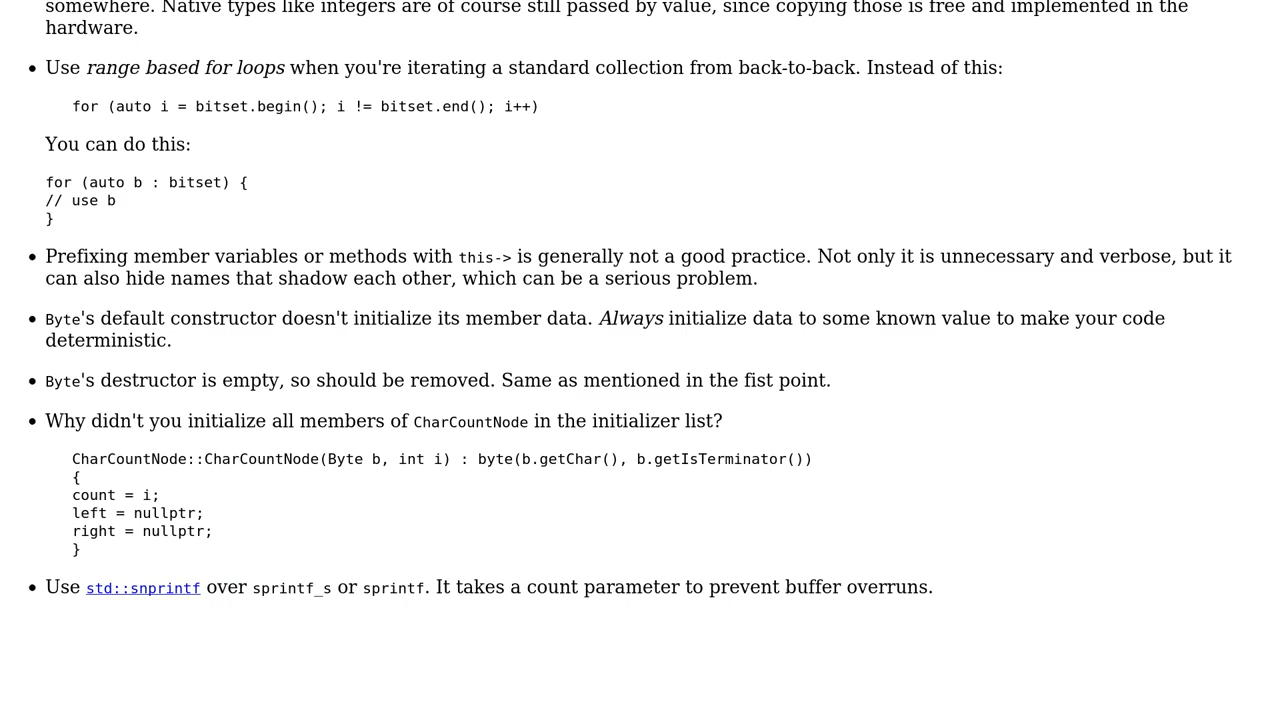 somewhere. Native types like integers are of course still passed by value, since copying those is free and implemented in the
hardware.
Use range based for loops when you're iterating a standard collection from back-to-back. Instead of this:
for (auto i = bitset.begin(); i != bitset.end(); i++)
You can do this:
for (auto b : bitset) {
// use b
}
Prefixing member variables or methods with this-> is generally not a good practice. Not only it is unnecessary and verbose, but it
can also hide names that shadow each other, which can be a serious problem.
Byte's default constructor doesn't initialize its member data. Always initialize data to some known value to make your code
deterministic.
Byte's destructor is empty, so should be removed. Same as mentioned in the fist point.
Why didn't you initialize all members of CharCountNode in the initializer list?
CharCountNode::CharCountNode(Byte b, int i) : byte(b.getChar(), b.getIsTerminator())
{
count = i;
left = nullptr;
right = nullptr;
}
Use std::snprintf over sprintf_s or sprintf. It takes a count parameter to prevent buffer overruns.